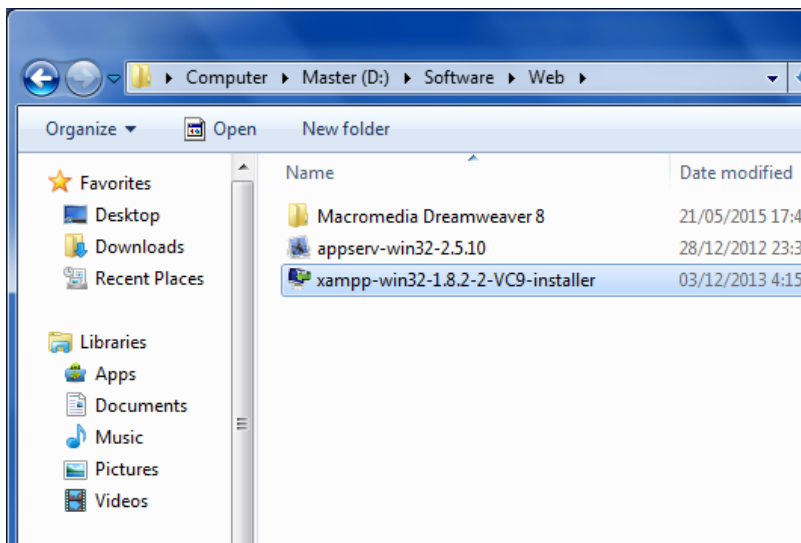 Computer Master (D:) Software Web
Organize Open New folder
Favorites
Desktop
Downloads
Recent Places
Libraries
Apps
Documents
Music
Pictures
Videos
Name Date modified
Macromedia Dreamweaver 8 21/05/2015 17:4
appserv-win32-2.5.10 28/12/2012 23:3
xampp-win32-1.8.2-2-VC9-installer 03/12/2013 4:15